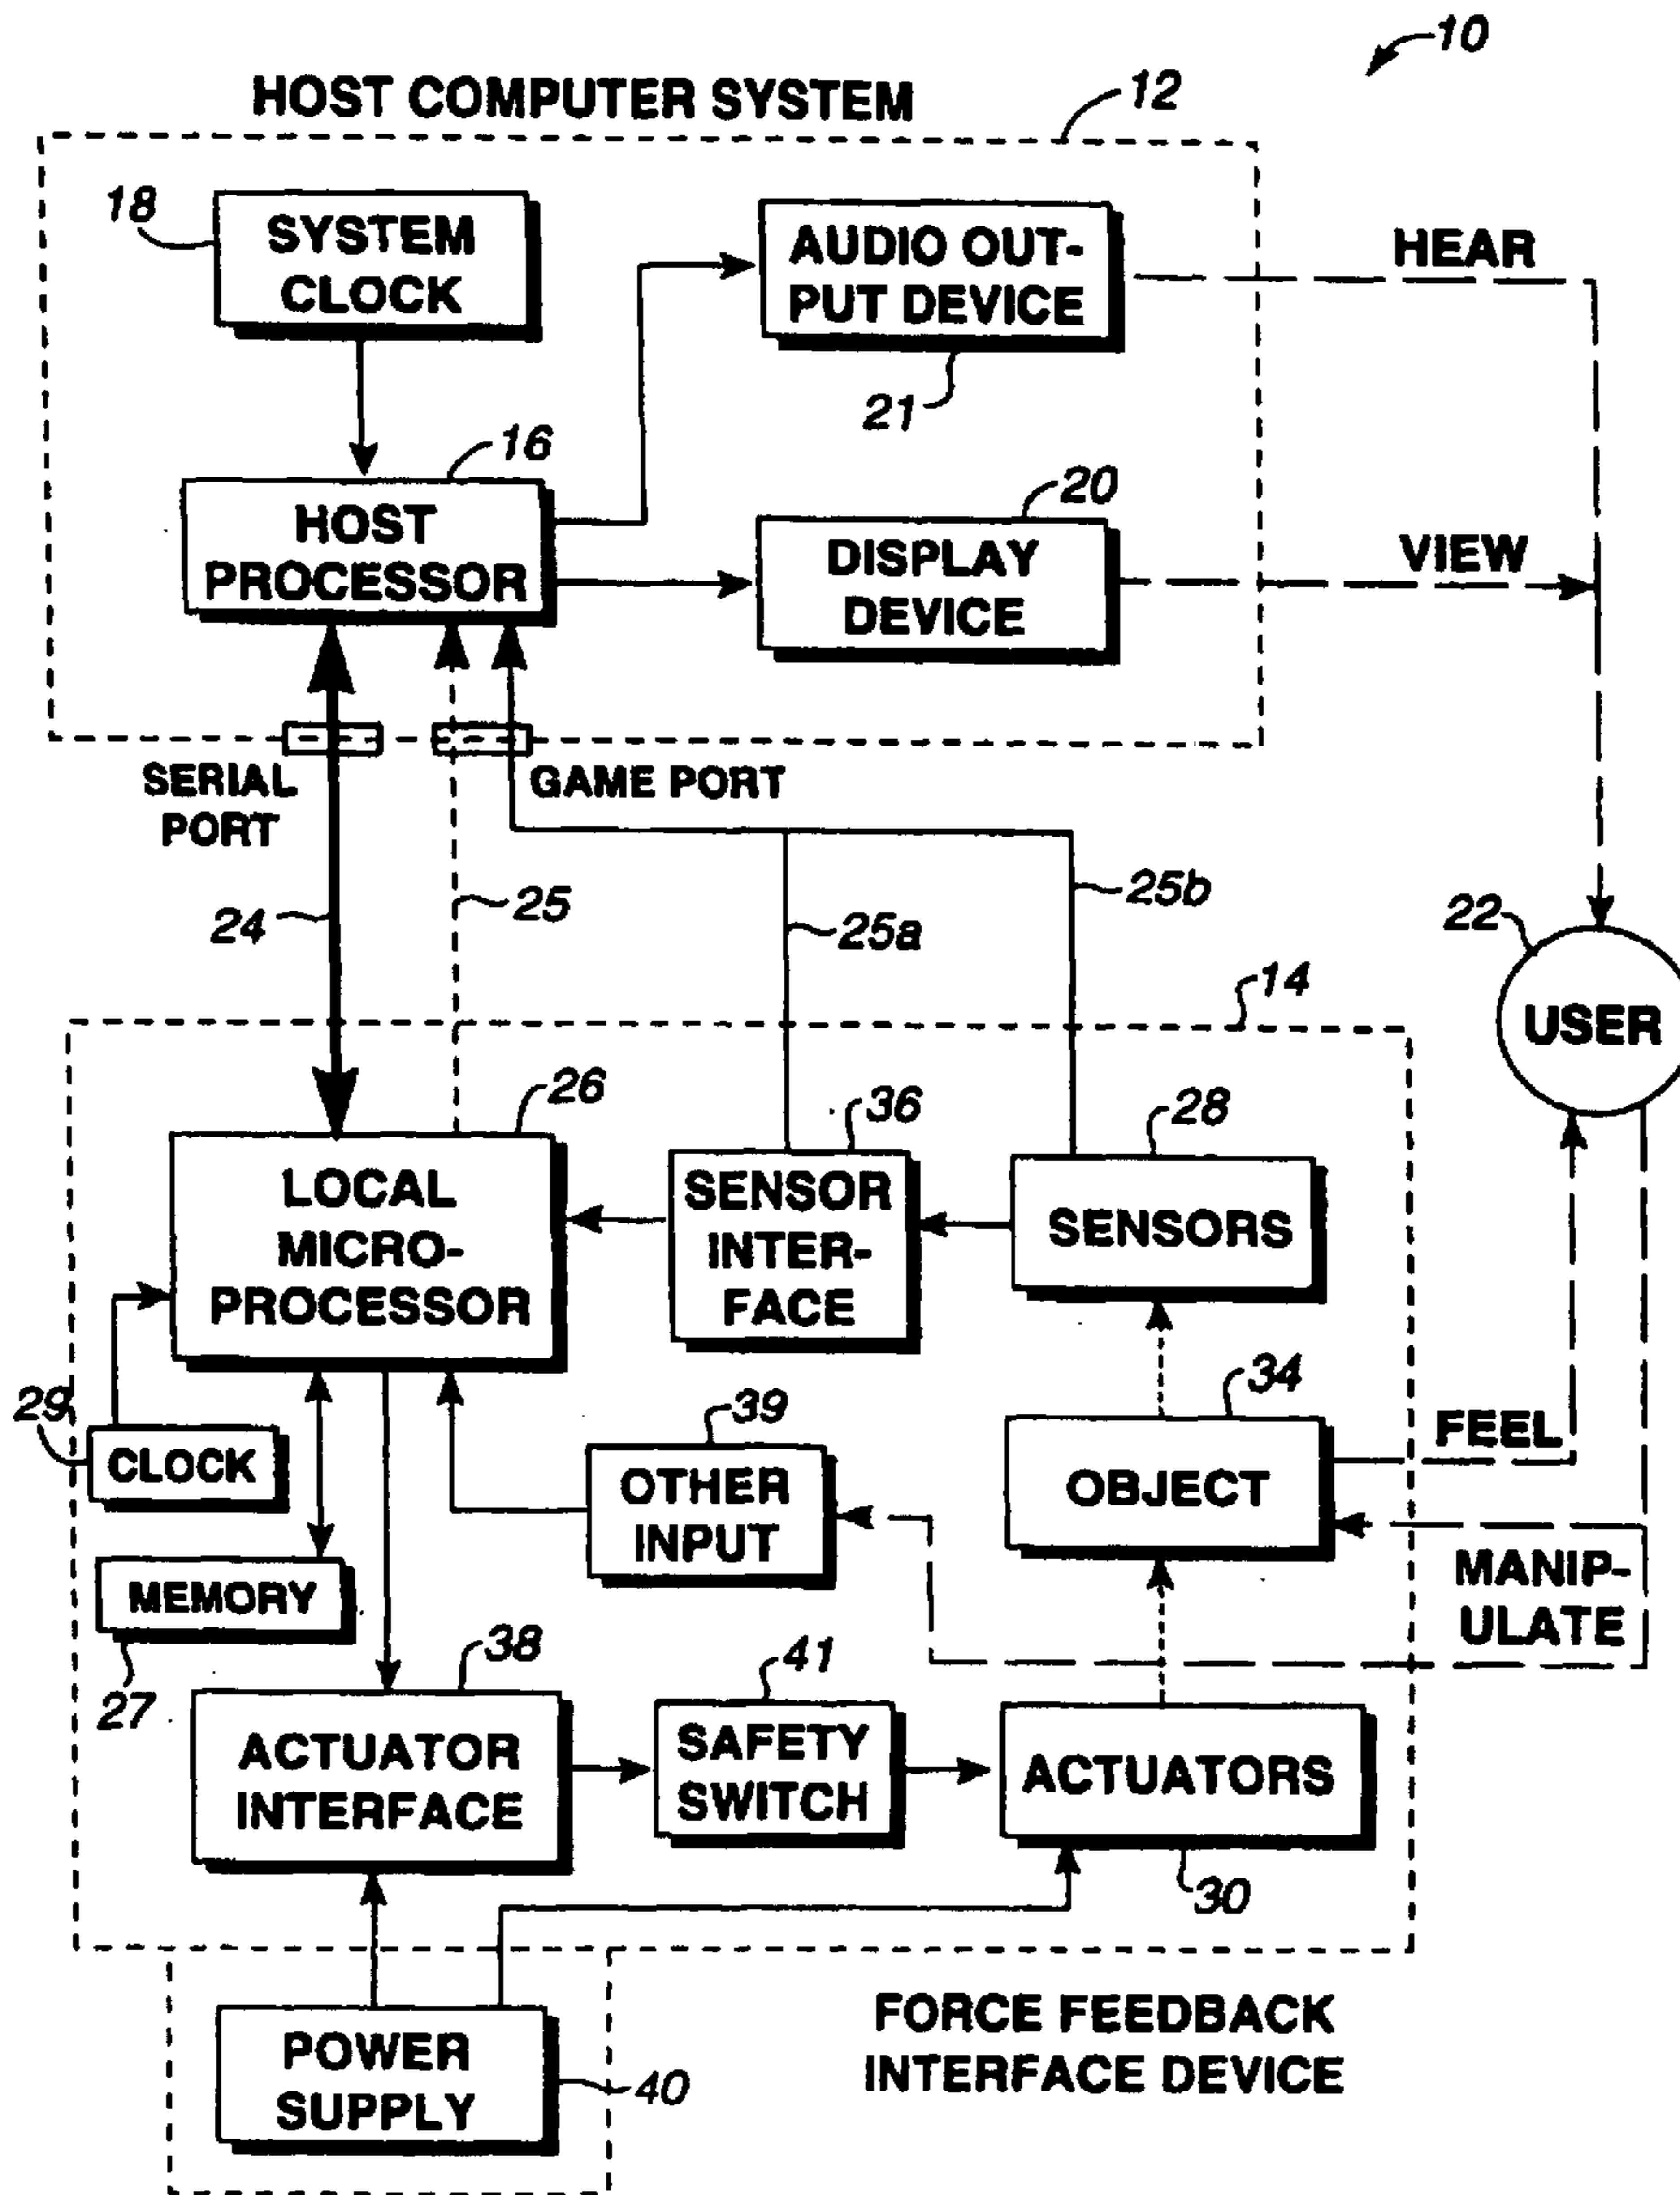 10
HOST COMPUTER SYSTEM
12
18
SYSTEM
CLOCK
AUDIO OUT-
PUT DEVICE
21
HEAR
16
HOST
PROCESSOR
20
DISPLAY
DEVICE
VIEW
SERIAL
PORT
GAME PORT
24
25
25a
25b
22
USER
14
26
LOCAL
MICRO-
PROCESSOR
36
SENSOR
INTER-
FACE
28
SENSORS
29
CLOCK
39
OTHER
INPUT
34
OBJECT
FEEL
MANIP-
ULATE
MEMORY
27
38
ACTUATOR
INTERFACE
41
SAFETY
SWITCH
ACTUATORS
30
POWER
SUPPLY
40
FORCE FEEDBACK
INTERFACE DEVICE